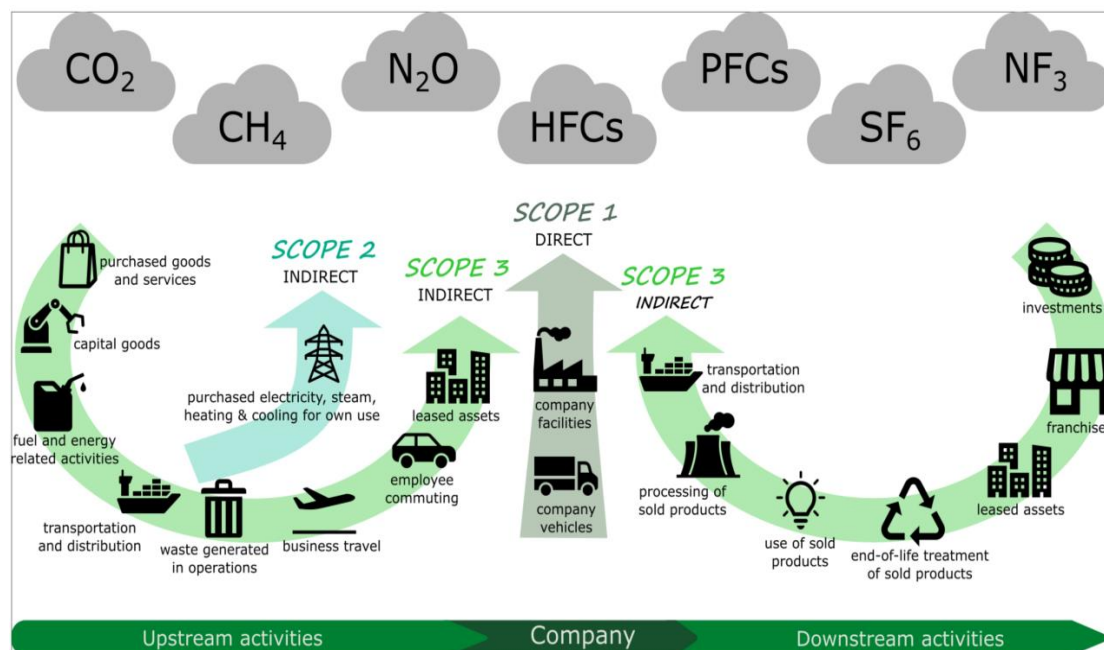 CO₂
CH₄
N₂O
HFCs
PFCs
SF₆
NF₃
SCOPE 1
DIRECT
SCOPE 2
INDIRECT
SCOPE 3
INDIRECT
SCOPE 3
INDIRECT
purchased goods
and services
capital goods
fuel and energy
related activities
transportation
and distribution
waste generated
in operations
business travel
employee
commuting
leased assets
purchased electricity, steam,
heating & cooling for own use
company
facilities
company
vehicles
transportation
and distribution
processing of
sold products
use of sold
products
end-of-life treatment
of sold products
leased assets
franchise
investments
Upstream activities
Company
Downstream activities